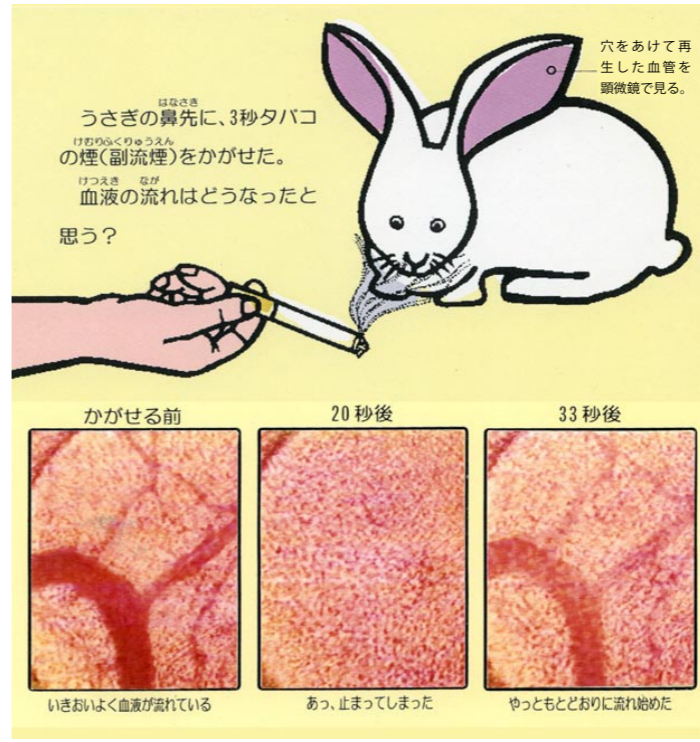 うさぎの鼻先に、3秒タバコ
の煙(副流煙)をかがせた。
血液の流れはどうなったと
思う?
穴をあけて再
生した血管を
顕微鏡で見る。
かがせる前
20秒後
33秒後
いきおいよく血液が流れている
あっ、止まってしまった
やっともとどおりに流れ始めた